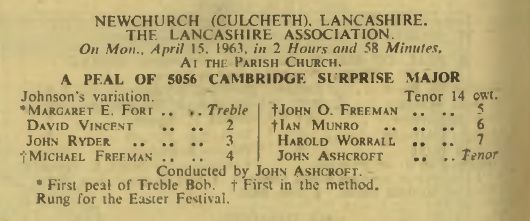 NEWCHURCH (CULCHETH), LANCASHIRE.
THE LANCASHIRE ASSOCIATION.
On Mon., April 15, 1963, in 2 Hours and 58 Minutes,
AT THE PARISH CHURCH.
A PEAL OF 5056 CAMBRIDGE SURPRISE MAJOR
Johnson's variation. Tenor 14 cwt.
*MARGARET E. FORT .. .. Treble
DAVID VINCENT .. .. 2
JOHN RYDER .. .. 3
†MICHAEL FREEMAN .. .. 4
†JOHN O. FREEMAN .. 5
†IAN MUNRO .. .. 6
HAROLD WORRALL .. .. 7
JOHN ASHCROFT .. .. Tenor
Conducted by JOHN ASHCROFT.
* First peal of Treble Bob. † First in the method.
Rung for the Easter Festival.